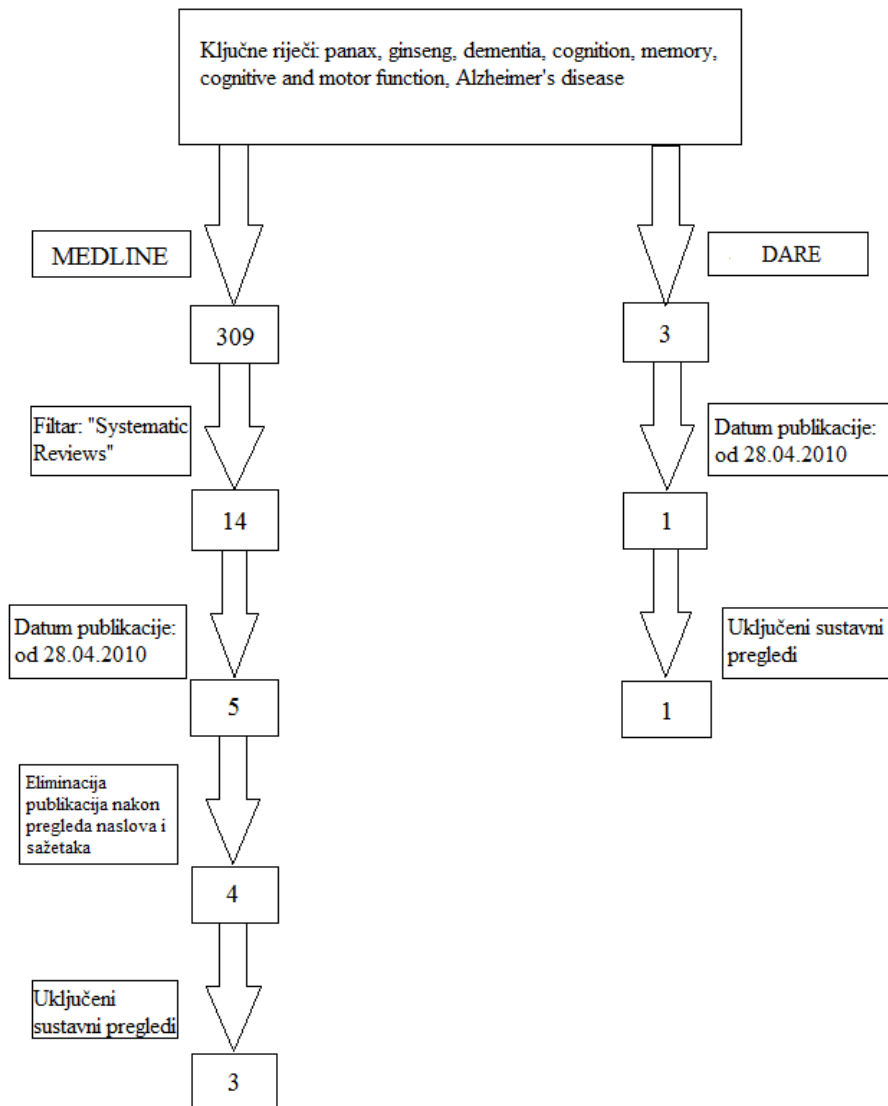 Ključne riječi: panax, ginseng, dementia, cognition, memory,
cognitive and motor function, Alzheimer's disease
MEDLINE
DARE
309
3
Filtar: "Systematic
Reviews"
Datum publikacije:
od 28.04.2010
14
1
Datum publikacije:
od 28.04.2010
Uključeni sustavni
pregledi
5
1
Eliminacija
publikacija nakon
pregleda naslova i
sažetaka
4
Uključeni
sustavni pregledi
3